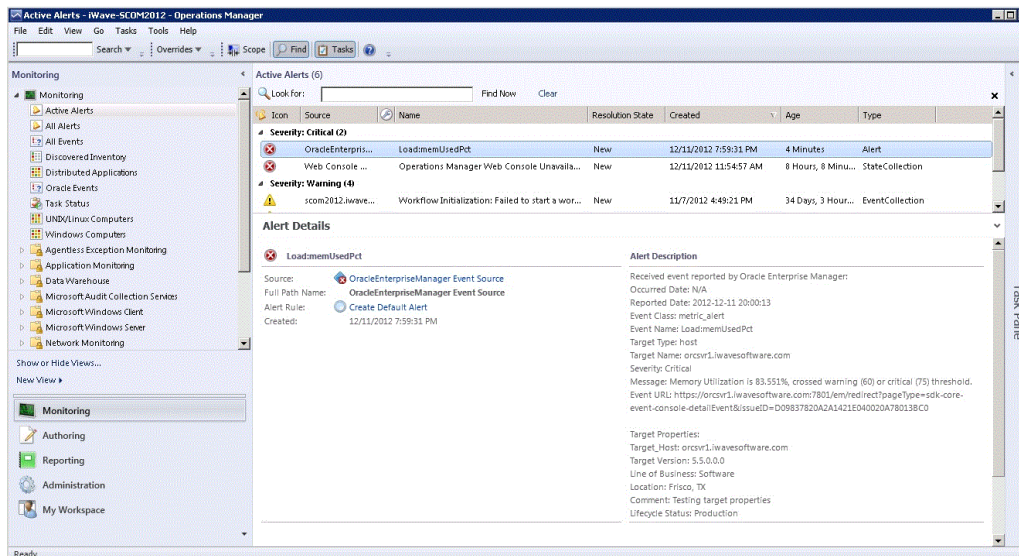 Active Alerts - iWave-SCOM2012 - Operations Manager
File Edit View Go Tasks Tools Help
Search Overrides Scope Find Tasks
Monitoring
Monitoring
Active Alerts
All Alerts
All Events
Discovered Inventory
Distributed Applications
Oracle Events
Task Status
UNIX/Linux Computers
Windows Computers
Agentless Exception Monitoring
Application Monitoring
Data Warehouse
Microsoft Audit Collection Services
Microsoft Windows Client
Microsoft Windows Server
Network Monitoring
Show or Hide Views...
New View
Monitoring
Authoring
Reporting
Administration
My Workspace
Ready
Active Alerts (6)
Look for: Find Now Clear
Icon Source Name Resolution State Created Age Type
Severity: Critical (2)
OracleEnterpris... Load:memUsedPct New 12/11/2012 7:59:31 PM 4 Minutes Alert
Web Console ... Operations Manager Web Console Unavaila... New 12/11/2012 11:54:57 AM 8 Hours, 8 Minu... StateCollection
Severity: Warning (4)
scom2012.iwave... Workflow Initialization: Failed to start a wor... New 11/7/2012 4:49:21 PM 34 Days, 3 Hour... EventCollection
Alert Details
Load:memUsedPct
Source: OracleEnterpriseManager Event Source
Full Path Name: OracleEnterpriseManager Event Source
Alert Rule: Create Default Alert
Created: 12/11/2012 7:59:31 PM
Alert Description
Received event reported by Oracle Enterprise Manager:
Occurred Date: N/A
Reported Date: 2012-12-11 20:00:13
Event Class: metric_alert
Event Name: Load:memUsedPct
Target Type: host
Target Name: orcsvr1.iwavesoftware.com
Severity: Critical
Message: Memory Utilization is 83.551%, crossed warning (60) or critical (75) threshold.
Event URL: https://orcsvr1.iwavesoftware.com:7801/em/redirect?pageType=sdk-core-
event-console-detailEvent&issueID=D09837820A2A1421E040020A78013BC0
Target Properties:
Target_Host: orcsvr1.iwavesoftware.com
Target Version: 5.5.0.0.0
Line of Business: Software
Location: Frisco, TX
Comment: Testing target properties
Lifecycle Status: Production
Task Pane